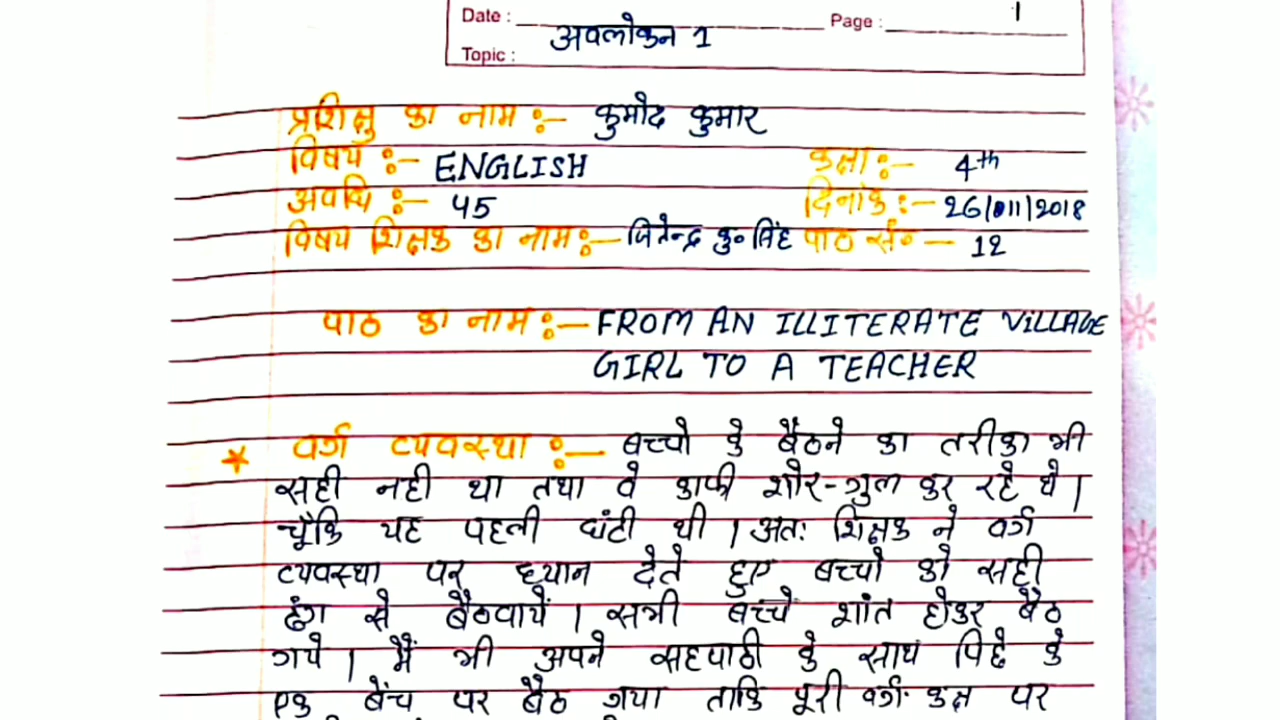 Date : Page : 1
अवलोकन 1
Topic :
प्रशिक्षु का नाम :- कुमोद कुमार
विषय :- ENGLISH कक्षा :- 4th
अवधि :- 45 दिनांक :- 26/011/2018
विषय शिक्षक का नाम :- जितेन्द्र कु० सिंह पाठ सं० - 12
पाठ का नाम :- FROM AN ILLITERATE VILLAGE
GIRL TO A TEACHER
★ वर्ग व्यवस्था :- बच्चो के बैठने का तरीका भी
सही नही था तथा वे काफी शोर-गुल कर रहे थे।
चूँकि यह पहली घंटी थी। अतः शिक्षक ने वर्ग
व्यवस्था पर ध्यान देते हुए बच्चो को सही
ढंग से बैठवायें। सभी बच्चे शांत होकर बैठ
गये। मैं भी अपने सहपाठी के साथ पिछे के
एक बेंच पर बैठ गया ताकि पूरी वर्ग कक्ष पर